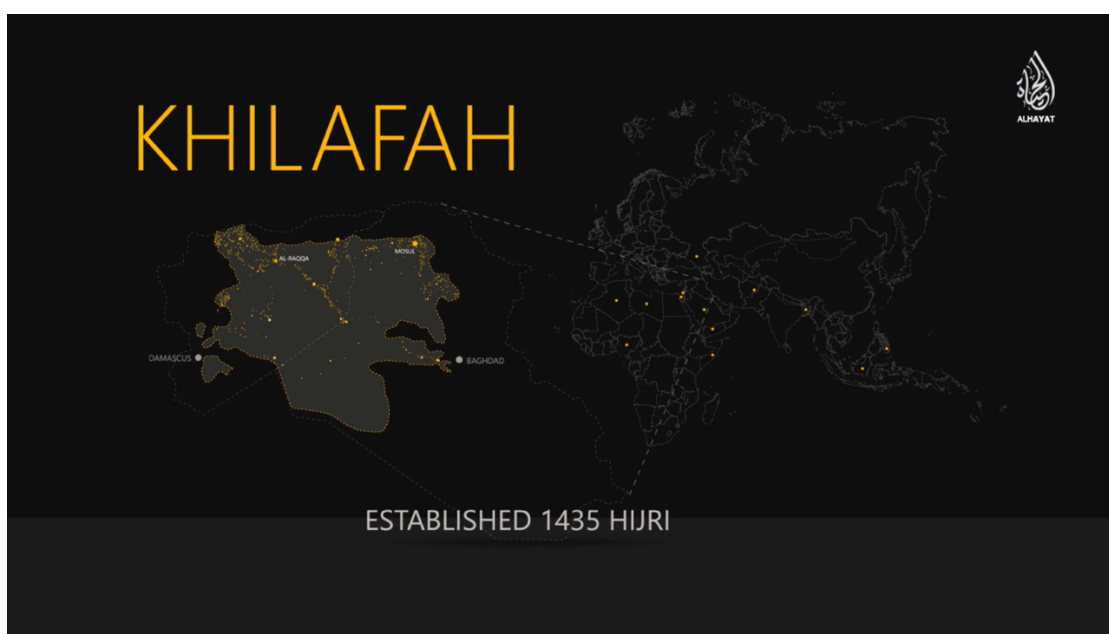 ALHAYAT
KHILAFAH
AL-RAQQA
MOSUL
DAMASCUS
BAGHDAD
ESTABLISHED 1435 HIJRI